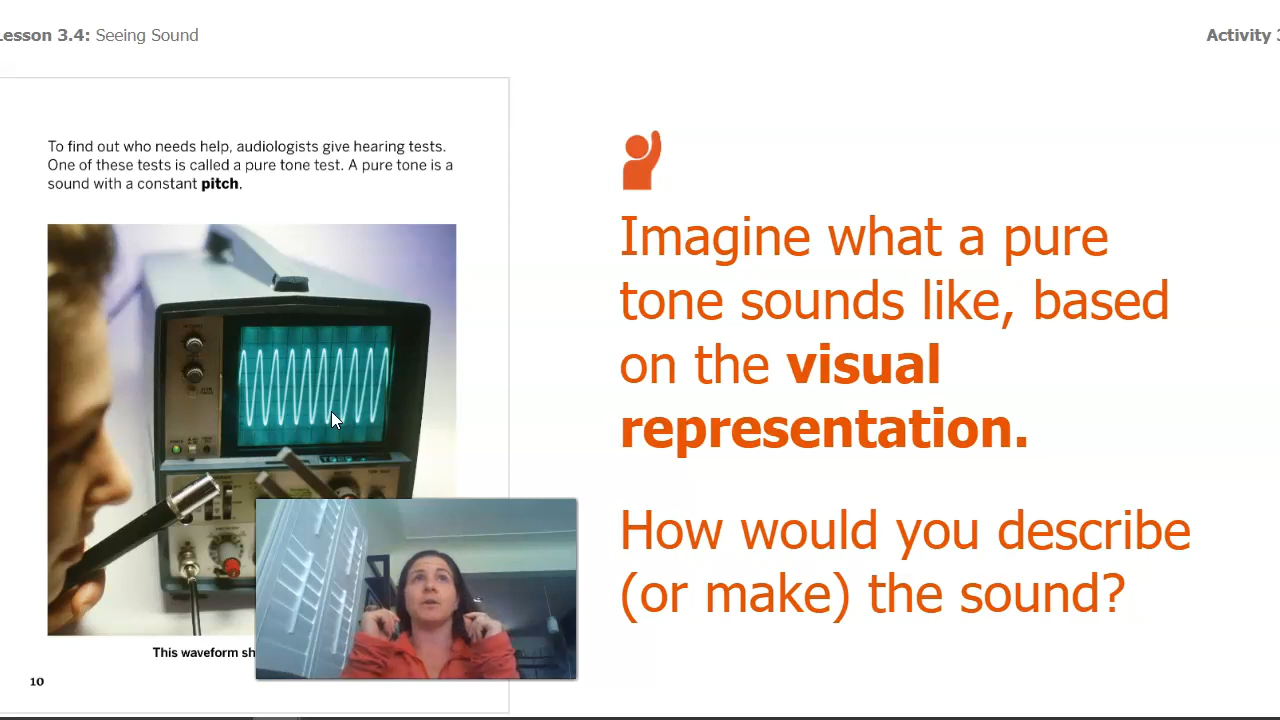 Lesson 3.4: Seeing Sound
Activity 3
To find out who needs help, audiologists give hearing tests.
One of these tests is called a pure tone test. A pure tone is a
sound with a constant pitch.
This waveform sh
10
Imagine what a pure
tone sounds like, based
on the visual
representation.
How would you describe
(or make) the sound?